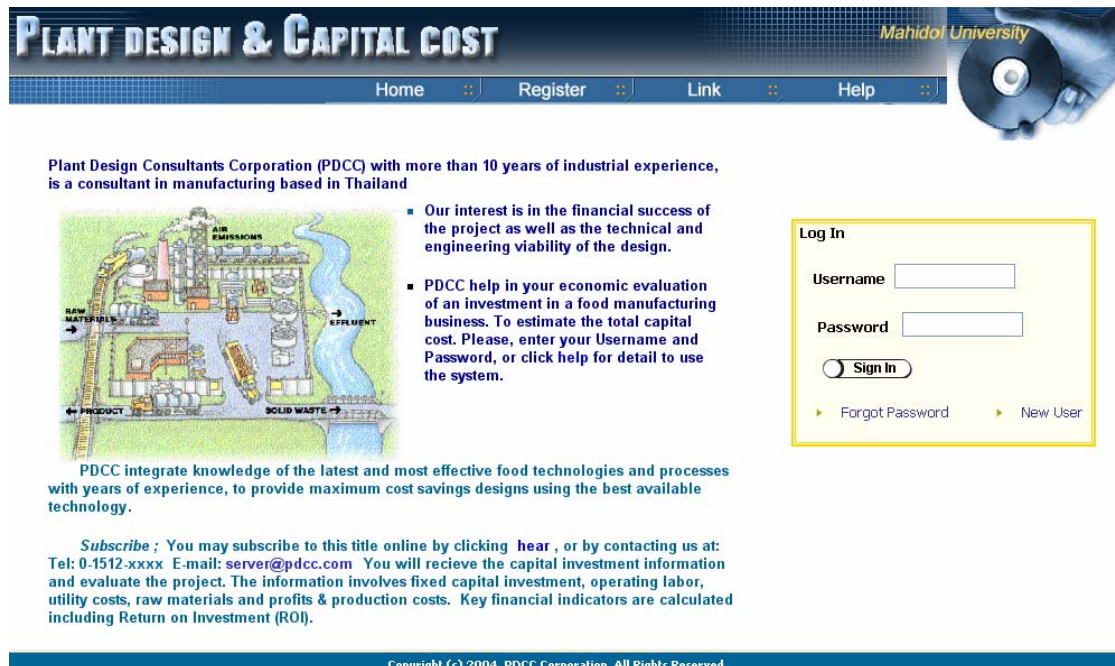 PLANT DESIGN & CAPITAL COST
Mahidol University
Home :: Register :: Link :: Help ::
Plant Design Consultants Corporation (PDCC) with more than 10 years of industrial experience,
is a consultant in manufacturing based in Thailand
AIR
EMISSIONS
RAW
MATERIALS
EFFLUENT
PRODUCT
SOLID WASTE
Our interest is in the financial success of
the project as well as the technical and
engineering viability of the design.
PDCC help in your economic evaluation
of an investment in a food manufacturing
business. To estimate the total capital
cost. Please, enter your Username and
Password, or click help for detail to use
the system.
Log In
Username
Password
Sign In
Forgot Password New User
PDCC integrate knowledge of the latest and most effective food technologies and processes
with years of experience, to provide maximum cost savings designs using the best available
technology.
Subscribe ; You may subscribe to this title online by clicking hear , or by contacting us at:
Tel: 0-1512-xxxx E-mail: server@pdcc.com You will recieve the capital investment information
and evaluate the project. The information involves fixed capital investment, operating labor,
utility costs, raw materials and profits & production costs. Key financial indicators are calculated
including Return on Investment (ROI).
Copyright (c) 2004 PDCC Corporation. All Rights Reserved